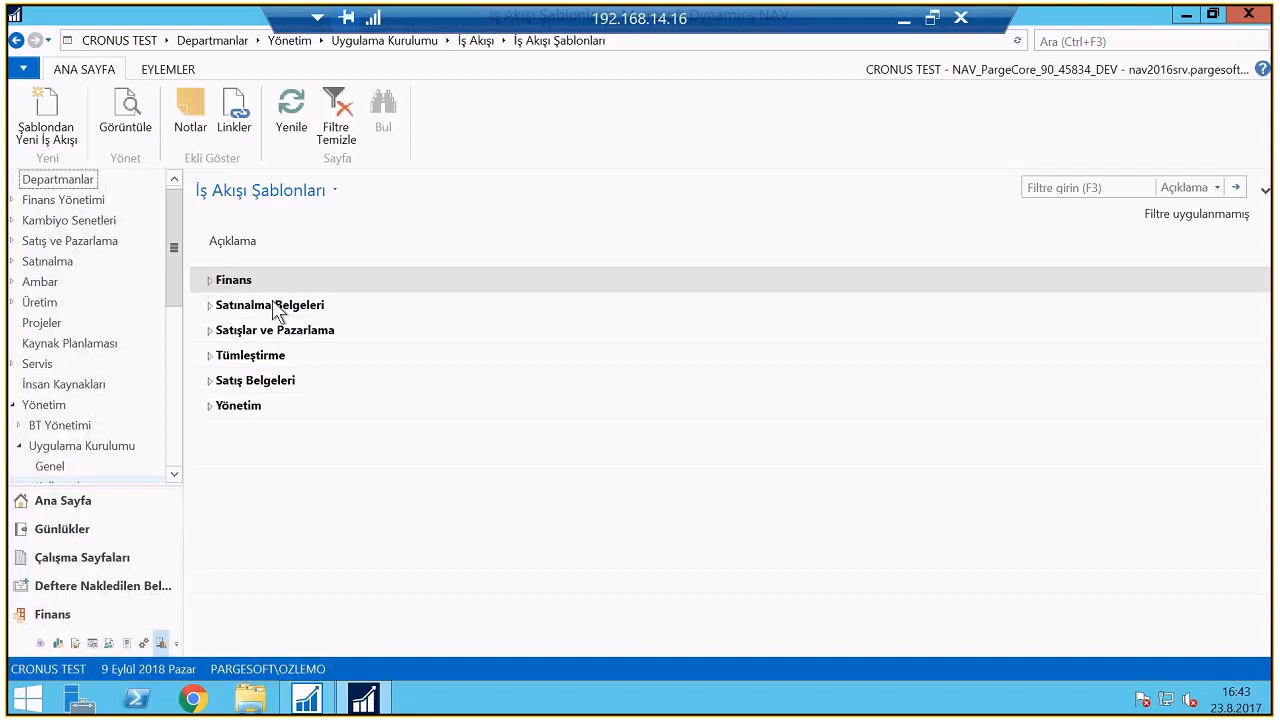 192.168.14.16
CRONUS TEST
Departmanlar
Yönetim
Uygulama Kurulumu
İş Akışı
İş Akışı Şablonları
Ara (Ctrl+F3)
ANA SAYFA
EYLEMLER
CRONUS TEST - NAV_PargeCore_90_45834_DEV - nav2016srv.pargesoft...
Şablondan Yeni İş Akışı
Görüntüle
Notlar
Linkler
Yenile
Filtre Temizle
Bul
Yeni
Yönet
Ekli Göster
Sayfa
Departmanlar
Finans Yönetimi
Kambiyo Senetleri
Satış ve Pazarlama
Satınalma
Ambar
Üretim
Projeler
Kaynak Planlaması
Servis
İnsan Kaynakları
Yönetim
BT Yönetimi
Uygulama Kurulumu
Genel
Ana Sayfa
Günlükler
Çalışma Sayfaları
Deftere Nakledilen Bel...
Finans
İş Akışı Şablonları
Filtre girin (F3)
Açıklama
Filtre uygulanmamış
Açıklama
Finans
Satınalma Belgeleri
Satışlar ve Pazarlama
Tümleştirme
Satış Belgeleri
Yönetim
CRONUS TEST
9 Eylül 2018 Pazar
PARGESOFT\OZLEMO
16:43
23.8.2017